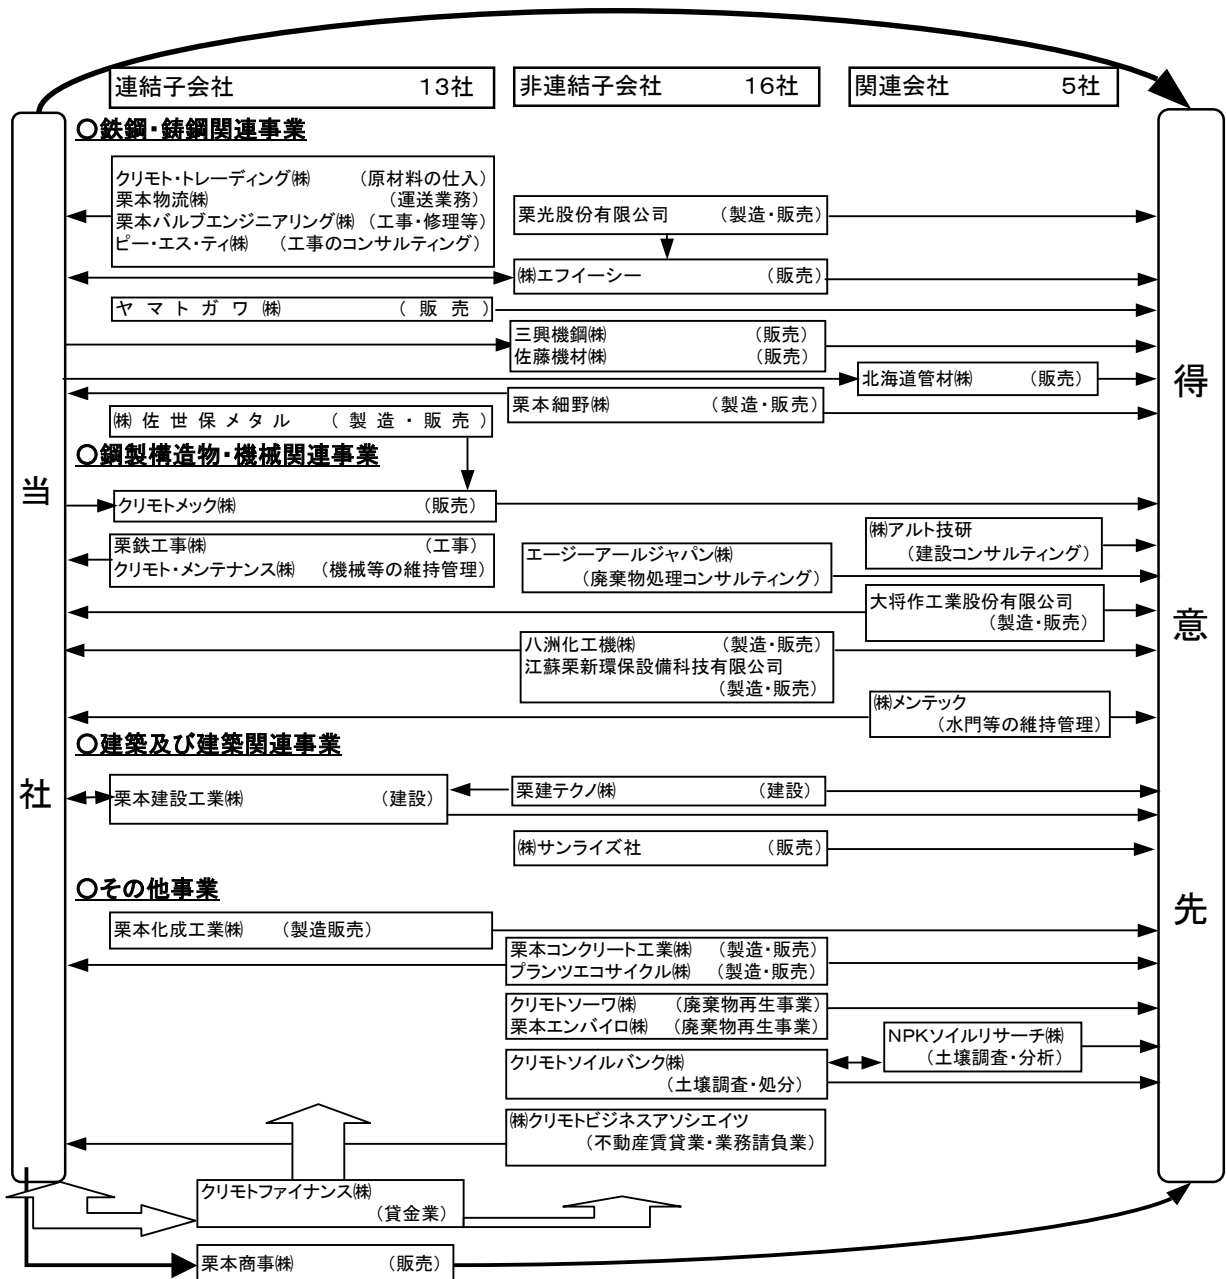 連結子会社 13社
非連結子会社 16社
関連会社 5社
当社
得意先
○鉄鋼・鋳鋼関連事業
クリモト・トレーディング㈱ (原材料の仕入)
栗本物流㈱ (運送業務)
栗本バルブエンジニアリング㈱ (工事・修理等)
ピー・エス・ティ㈱ (工事のコンサルティング)
栗光股份有限公司 (製造・販売)
㈱エフイーシー (販売)
ヤマトガワ㈱ (販売)
三興機鋼㈱ (販売)
佐藤機材㈱ (販売)
北海道管材㈱ (販売)
栗本細野㈱ (製造・販売)
㈱佐世保メタル (製造・販売)
○鋼製構造物・機械関連事業
クリモトメック㈱ (販売)
栗鉄工事㈱ (工事)
クリモト・メンテナンス㈱ (機械等の維持管理)
エージーアールジャパン㈱
(廃棄物処理コンサルティング)
㈱アルト技研
(建設コンサルティング)
大将作工業股份有限公司
(製造・販売)
八洲化工機㈱ (製造・販売)
江蘇栗新環保設備科技有限公司
(製造・販売)
㈱メンテック
(水門等の維持管理)
○建築及び建築関連事業
栗本建設工業㈱ (建設)
栗建テクノ㈱ (建設)
㈱サンライズ社 (販売)
○その他事業
栗本化成工業㈱ (製造販売)
栗本コンクリート工業㈱ (製造・販売)
プランツエコサイクル㈱ (製造・販売)
クリモトソーワ㈱ (廃棄物再生事業)
栗本エンバイロ㈱ (廃棄物再生事業)
NPKソイルリサーチ㈱
(土壌調査・分析)
クリモトソイルバンク㈱
(土壌調査・処分)
㈱クリモトビジネスアソシエイツ
(不動産賃貸業・業務請負業)
クリモトファイナンス㈱
(貸金業)
栗本商事㈱ (販売)